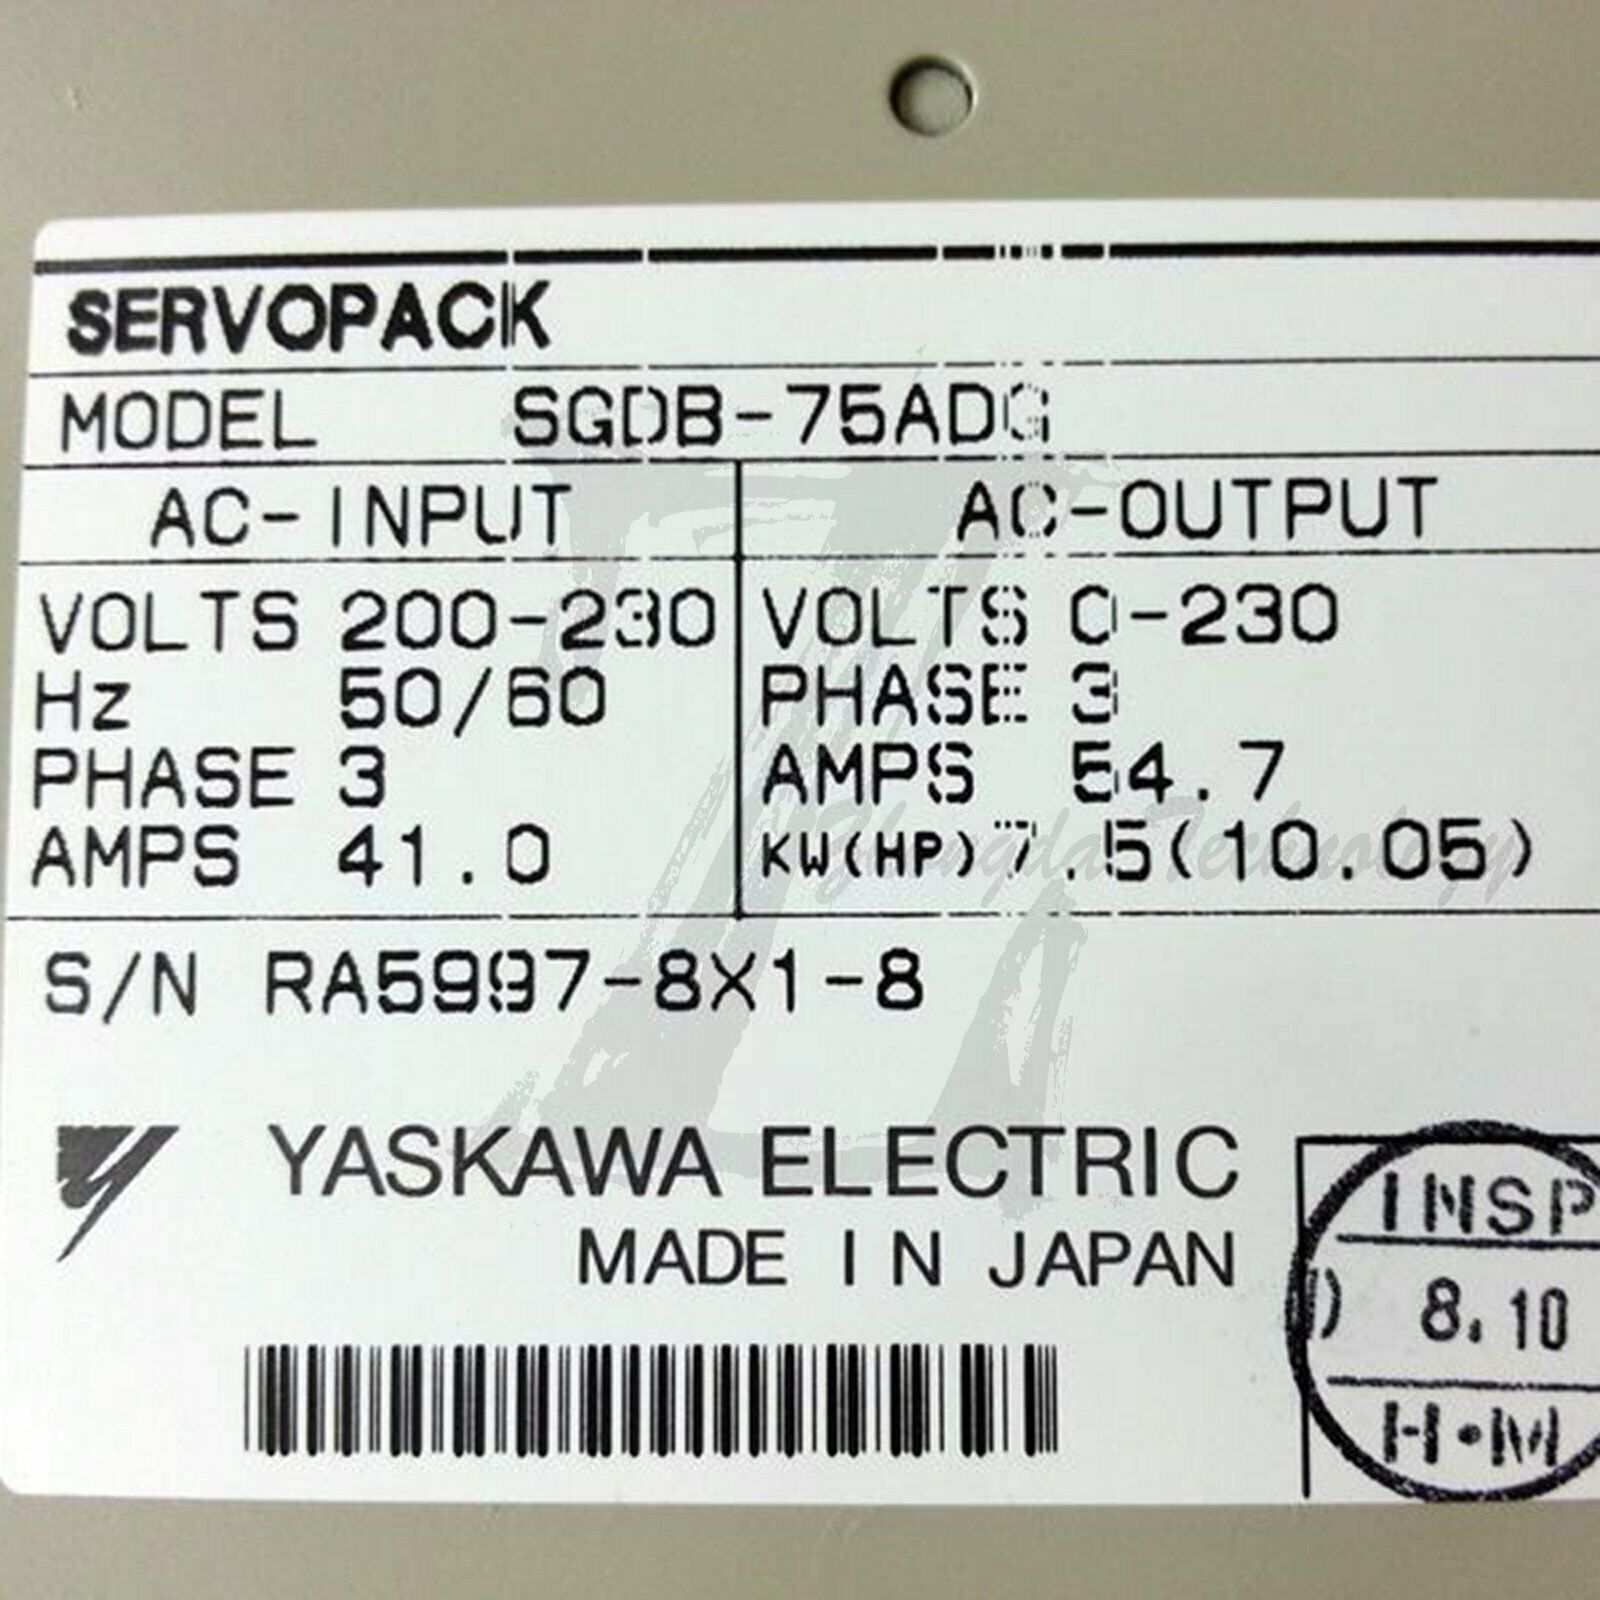 SERVOPACK
MODEL SGDB-75ADG
AC-INPUT AC-OUTPUT
VOLTS 200-230 VOLTS 0-230
Hz 50/60 PHASE 3
PHASE 3 AMPS 54.7
AMPS 41.0 KW(HP) 7.5(10.05)
S/N RA5997-8X1-8
YASKAWA ELECTRIC
MADE IN JAPAN
INSP
8.10
H·M
Technology